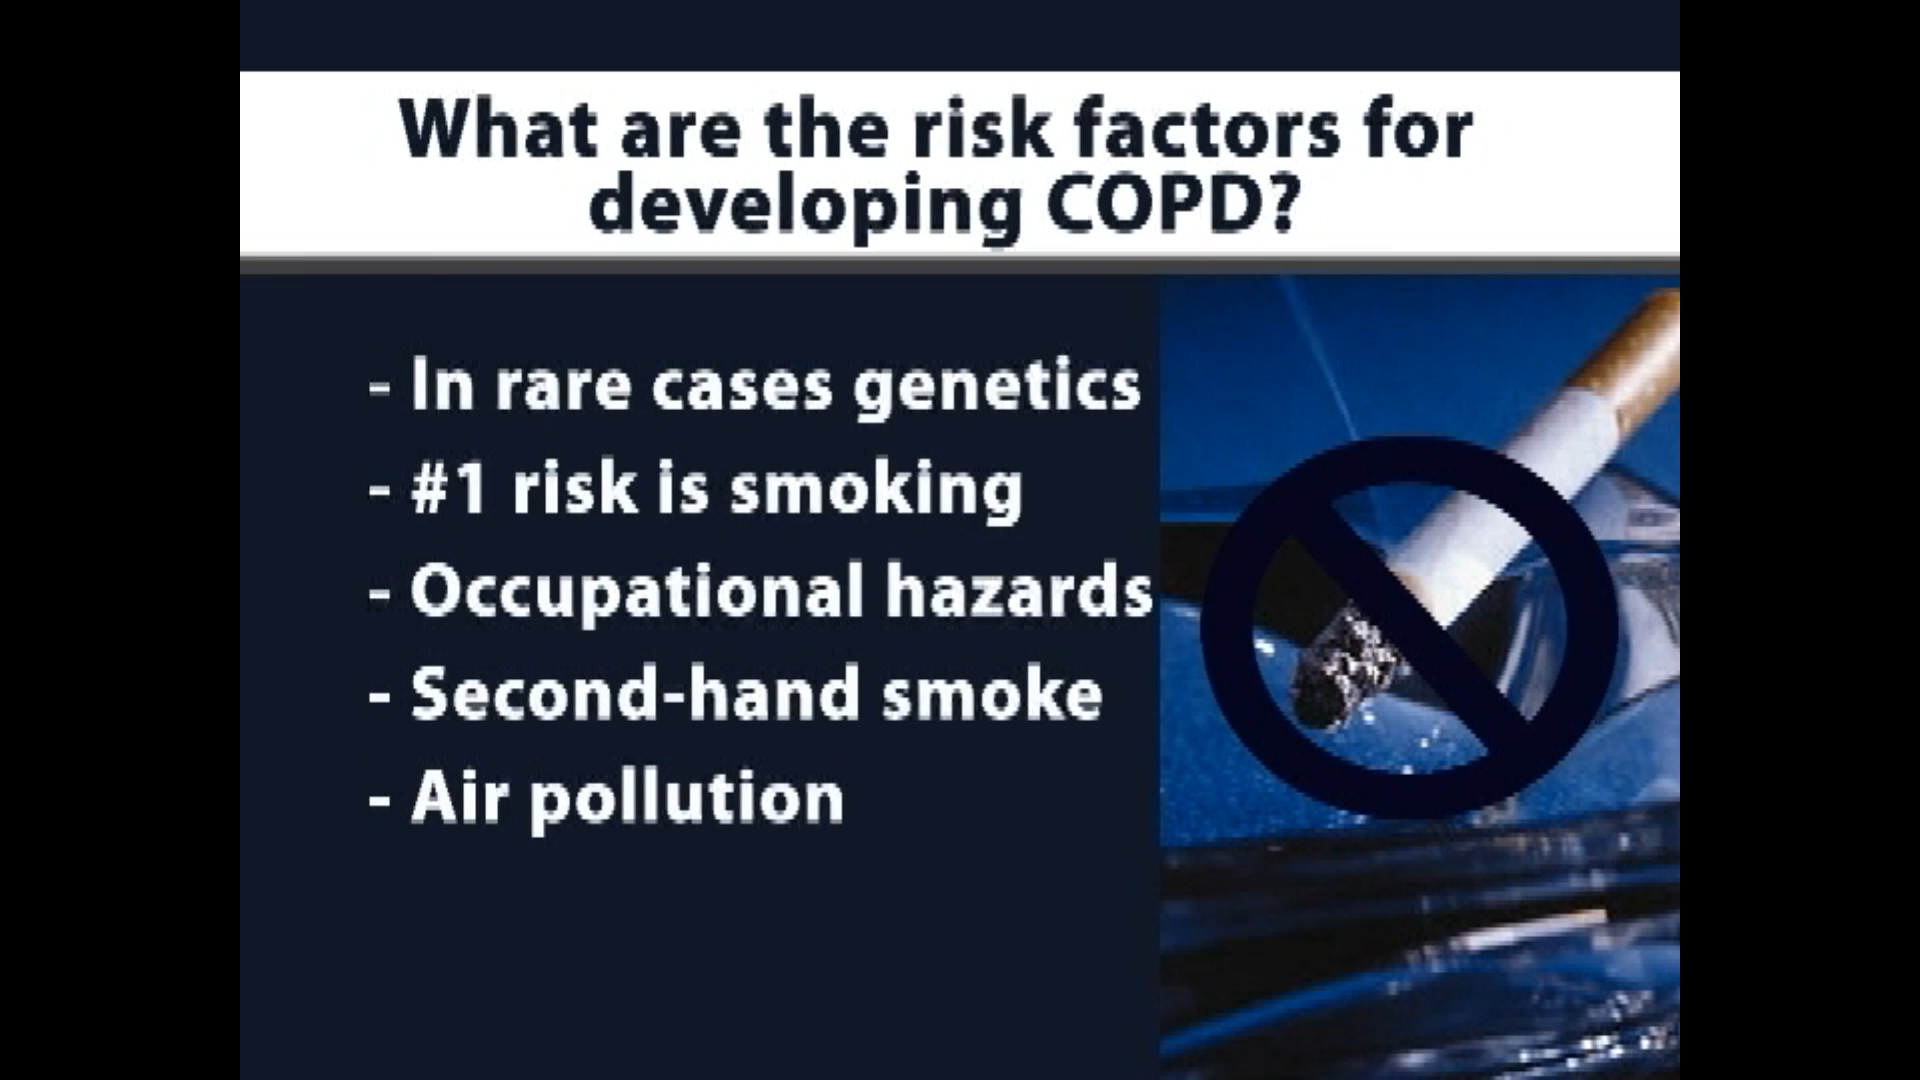 What are the risk factors for
developing COPD?
- In rare cases genetics
- #1 risk is smoking
- Occupational hazards
- Second-hand smoke
- Air pollution